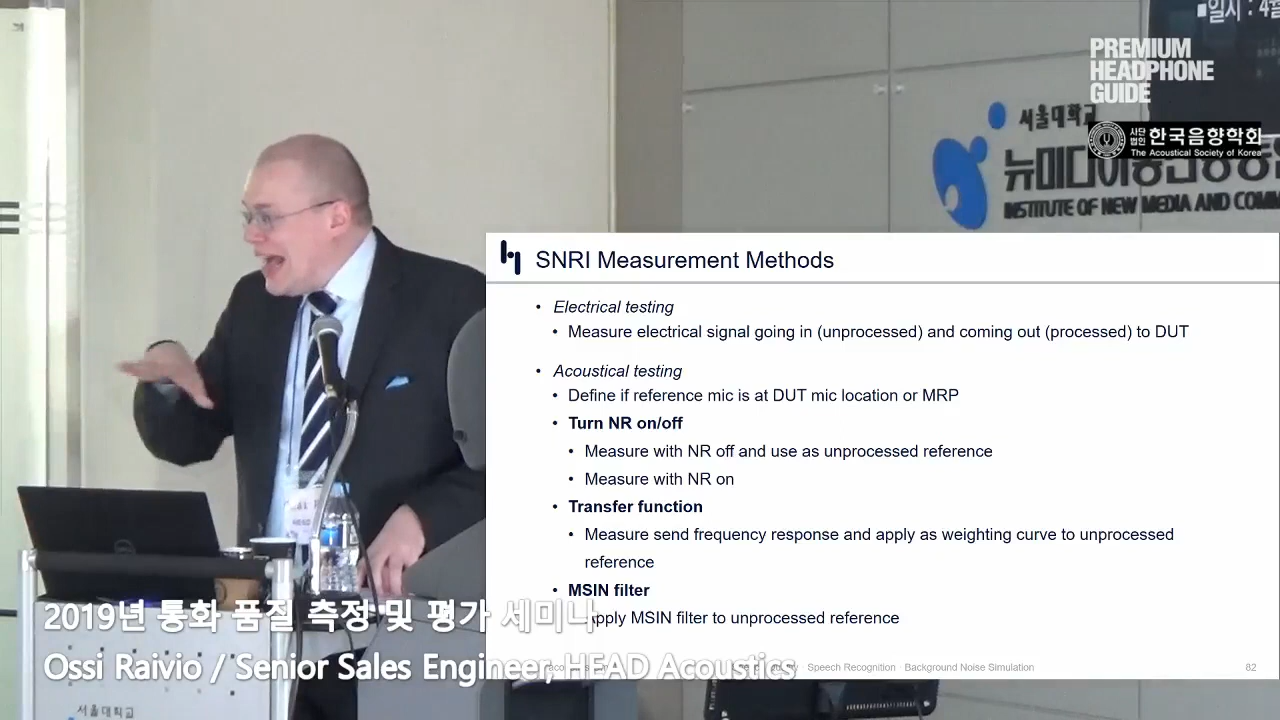 ■일시 : 4월
PREMIUM
HEADPHONE
GUIDE
서울대학교
사단
법인 한국음향학회
The Acoustical Society of Korea
뉴미디어통신공동연
INSTITUTE OF NEW MEDIA AND COMM
SNRI Measurement Methods
• Electrical testing
• Measure electrical signal going in (unprocessed) and coming out (processed) to DUT
• Acoustical testing
• Define if reference mic is at DUT mic location or MRP
• Turn NR on/off
• Measure with NR off and use as unprocessed reference
• Measure with NR on
• Transfer function
• Measure send frequency response and apply as weighting curve to unprocessed
reference
• MSIN filter
Apply MSIN filter to unprocessed reference
2019년 통화 품질 측정 및 평가 세미나
Ossi Raivio / Senior Sales Engineer, HEAD Acoustics
Speech Recognition · Background Noise Simulation
82
서울대학교